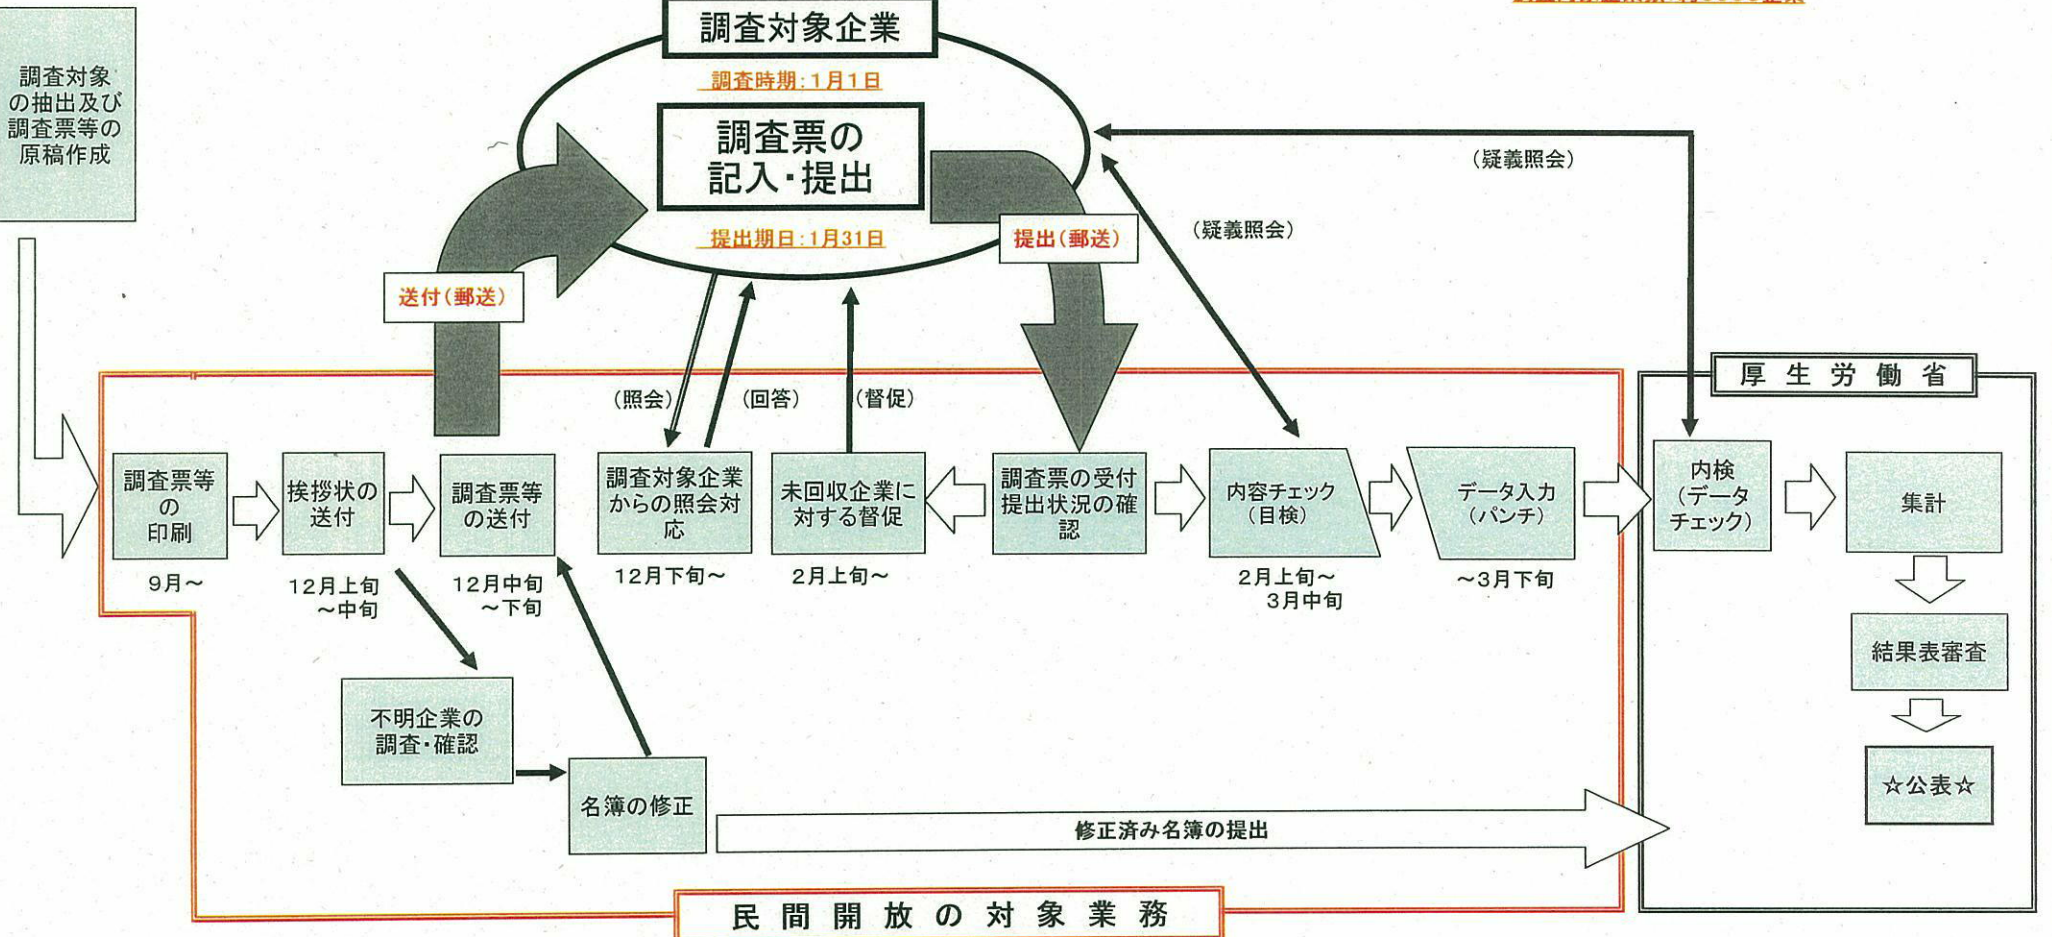 調査対象企業
調査時期:1月1日
調査票の
記入・提出
提出期日:1月31日
調査対象
の抽出及び
調査票等の
原稿作成
送付(郵送)
提出(郵送)
(疑義照会)
(疑義照会)
(照会)
(回答)
(督促)
厚生労働省
調査票等
の
印刷
9月～
挨拶状の
送付
12月上旬
～中旬
調査票等
の送付
12月中旬
～下旬
調査対象企業
からの照会対
応
12月下旬～
未回収企業に
対する督促
2月上旬～
調査票の受付
提出状況の確
認
内容チェック
(目検)
2月上旬～
3月中旬
データ入力
(パンチ)
～3月下旬
内検
(データ
チェック)
集計
結果表審査
☆公表☆
不明企業の
調査・確認
名簿の修正
修正済み名簿の提出
民間開放の対象業務